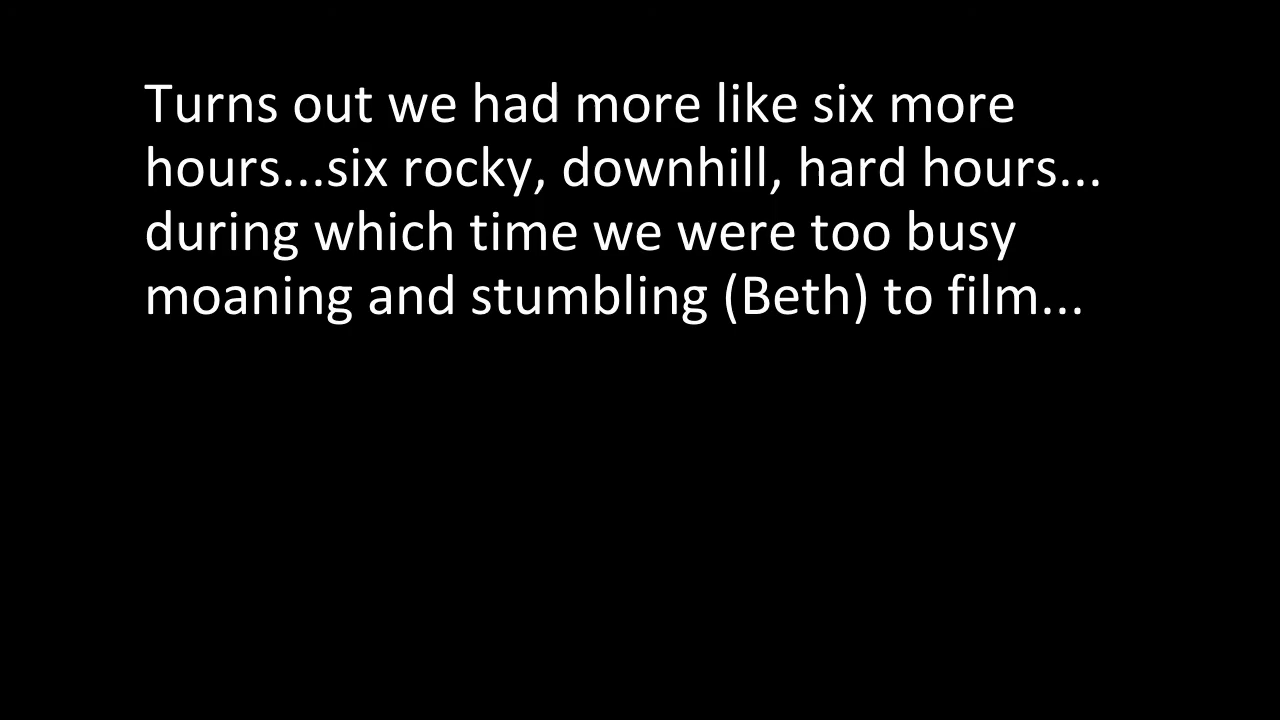 Turns out we had more like six more
hours...six rocky, downhill, hard hours...
during which time we were too busy
moaning and stumbling (Beth) to film...